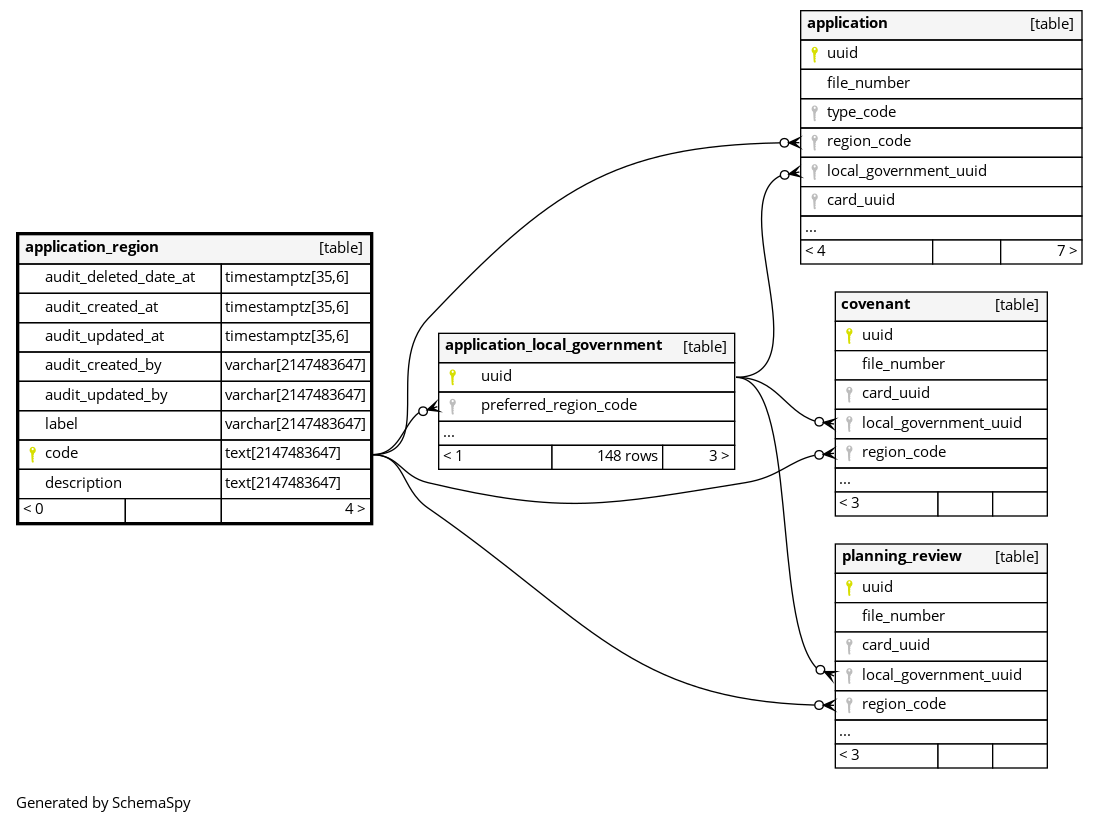 application [table]
uuid
file_number
type_code
region_code
local_government_uuid
card_uuid
...
< 4 7 >
application_region [table]
audit_deleted_date_at timestamptz[35,6]
audit_created_at timestamptz[35,6]
audit_updated_at timestamptz[35,6]
audit_created_by varchar[2147483647]
audit_updated_by varchar[2147483647]
label varchar[2147483647]
code text[2147483647]
description text[2147483647]
< 0 4 >
application_local_government [table]
uuid
preferred_region_code
...
< 1 148 rows 3 >
covenant [table]
uuid
file_number
card_uuid
local_government_uuid
region_code
...
< 3
planning_review [table]
uuid
file_number
card_uuid
local_government_uuid
region_code
...
< 3
Generated by SchemaSpy